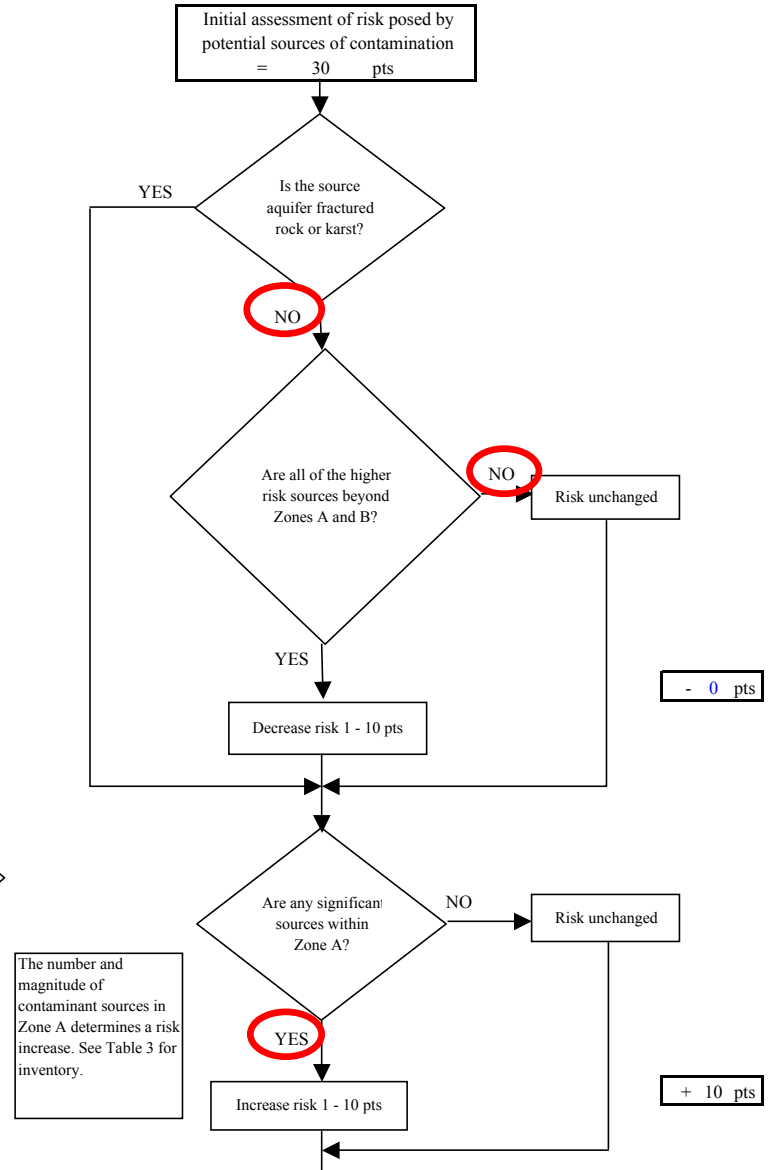 Initial assessment of risk posed by
potential sources of contamination
= 30 pts
YES
Is the source
aquifer fractured
rock or karst?
NO
Are all of the higher
risk sources beyond
Zones A and B?
NO
Risk unchanged
YES
- 0 pts
Decrease risk 1 - 10 pts
Are any significant
sources within
Zone A?
NO
Risk unchanged
The number and
magnitude of
contaminant sources in
Zone A determines a risk
increase. See Table 3 for
inventory.
YES
Increase risk 1 - 10 pts
+ 10 pts